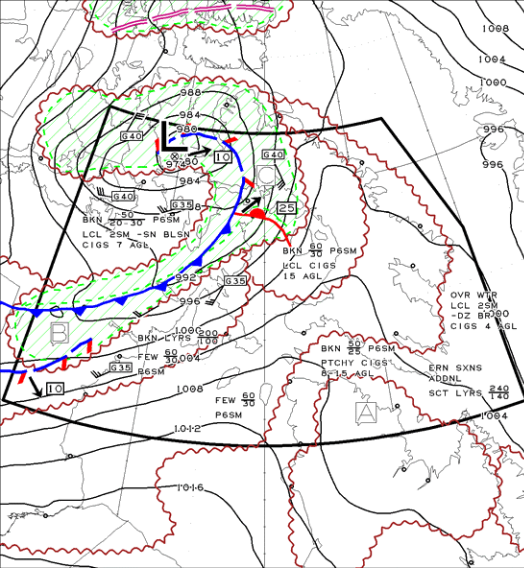 1008
1004
1000
996
996
988
984
980
G40
L
G40
10
974
984
G40
G35
25
BKN 50/20-30 P6SM
LCL 2SM -SN BLSN
CIGS 7 AGL
BKN 60/30 P6SM
LCL CIGS
15 AGL
992
G35
996
OVR WTR
LCL 2SM
-DZ BR
CIGS 4 AGL
1000
B
BKN LYRS 200/100
FEW 60/30
P6SM
1004
G35
BKN 50/25 P6SM
PTCHY CIGS
8-15 AGL
ERN SXNS
ADDNL
SCT LYRS 240/140
10
1008
FEW 60/30
P6SM
A
1004
1012
1016